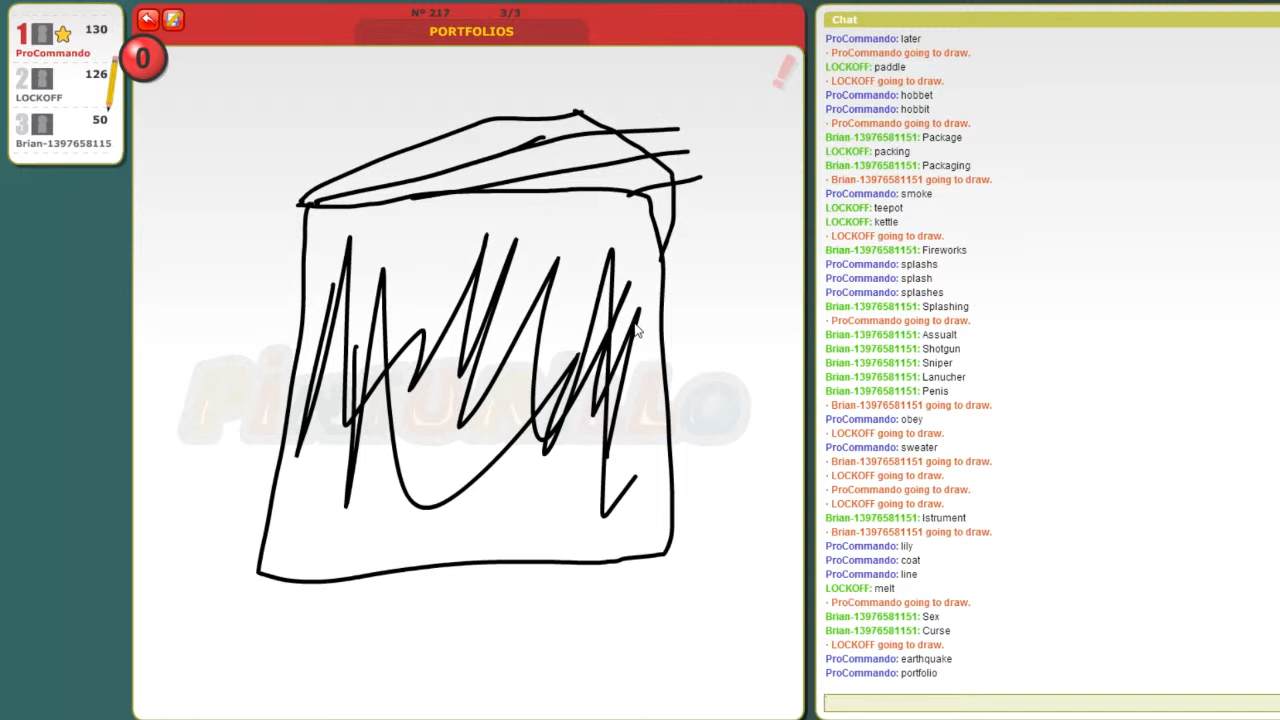 1
130
ProCommando
2
126
LOCKOFF
3
50
Brian-1397658115
0
Nº 217 3/3
PORTFOLIOS
Chat
ProCommando: later
· ProCommando going to draw.
LOCKOFF: paddle
· LOCKOFF going to draw.
ProCommando: hobbet
ProCommando: hobbit
· ProCommando going to draw.
Brian-13976581151: Package
LOCKOFF: packing
Brian-13976581151: Packaging
· Brian-13976581151 going to draw.
ProCommando: smoke
LOCKOFF: teepot
LOCKOFF: kettle
· LOCKOFF going to draw.
Brian-13976581151: Fireworks
ProCommando: splashs
ProCommando: splash
ProCommando: splashes
Brian-13976581151: Splashing
· ProCommando going to draw.
Brian-13976581151: Assualt
Brian-13976581151: Shotgun
Brian-13976581151: Sniper
Brian-13976581151: Lanucher
Brian-13976581151: Penis
· Brian-13976581151 going to draw.
ProCommando: obey
· LOCKOFF going to draw.
ProCommando: sweater
· Brian-13976581151 going to draw.
· LOCKOFF going to draw.
· ProCommando going to draw.
· LOCKOFF going to draw.
Brian-13976581151: Istrument
· Brian-13976581151 going to draw.
ProCommando: lily
ProCommando: coat
ProCommando: line
LOCKOFF: melt
· ProCommando going to draw.
Brian-13976581151: Sex
Brian-13976581151: Curse
· LOCKOFF going to draw.
ProCommando: earthquake
ProCommando: portfolio